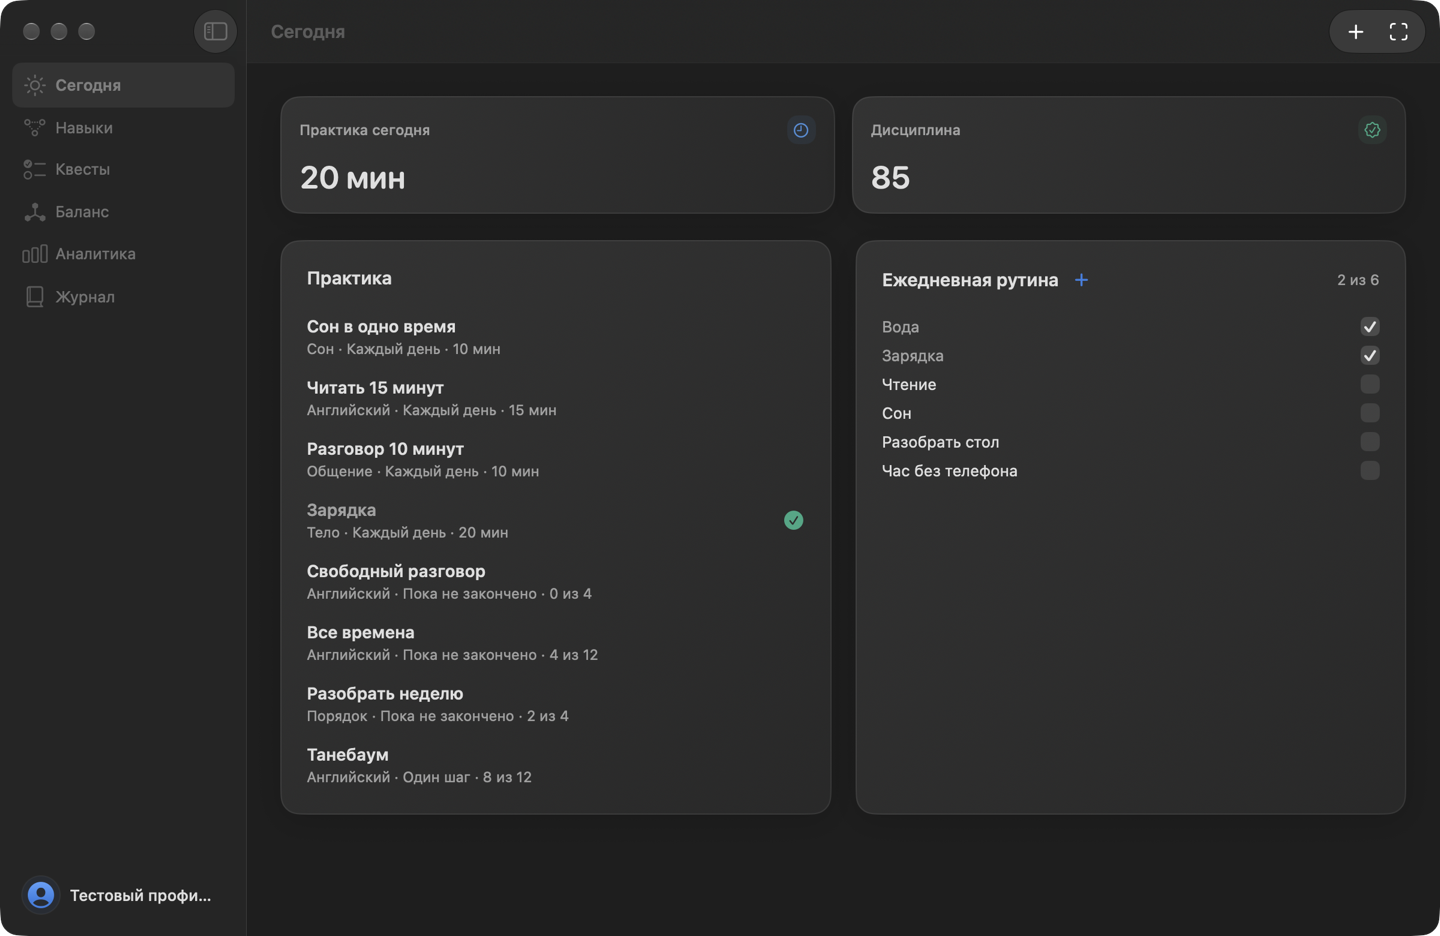 Сегодня
Сегодня
Навыки
Квесты
Баланс
Аналитика
Журнал
Тестовый профи...
Практика сегодня
20 мин
Дисциплина
85
Практика
Сон в одно время
Сон · Каждый день · 10 мин
Читать 15 минут
Английский · Каждый день · 15 мин
Разговор 10 минут
Общение · Каждый день · 10 мин
Зарядка
Тело · Каждый день · 20 мин
Свободный разговор
Английский · Пока не закончено · 0 из 4
Все времена
Английский · Пока не закончено · 4 из 12
Разобрать неделю
Порядок · Пока не закончено · 2 из 4
Танебаум
Английский · Один шаг · 8 из 12
Ежедневная рутина
2 из 6
Вода
Зарядка
Чтение
Сон
Разобрать стол
Час без телефона